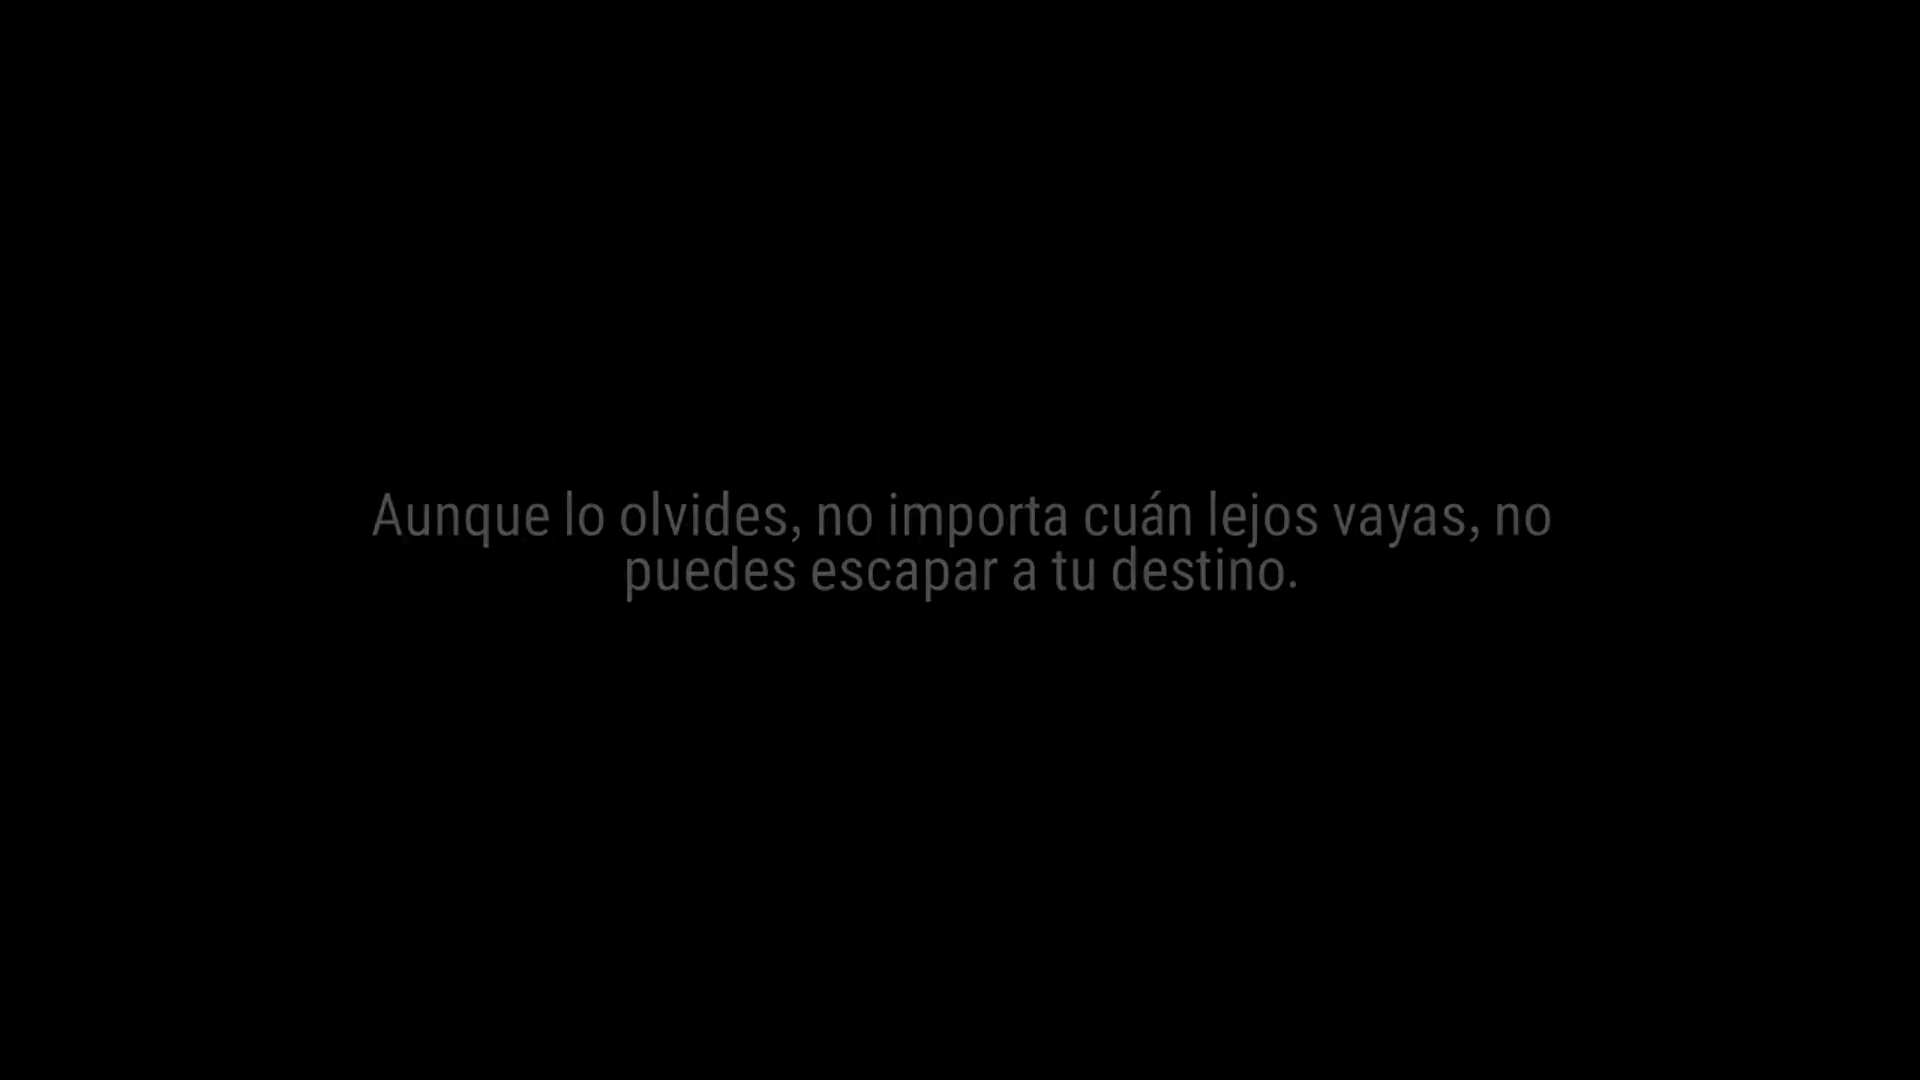 Aunque lo olvides, no importa cuán lejos vayas, no
puedes escapar a tu destino.